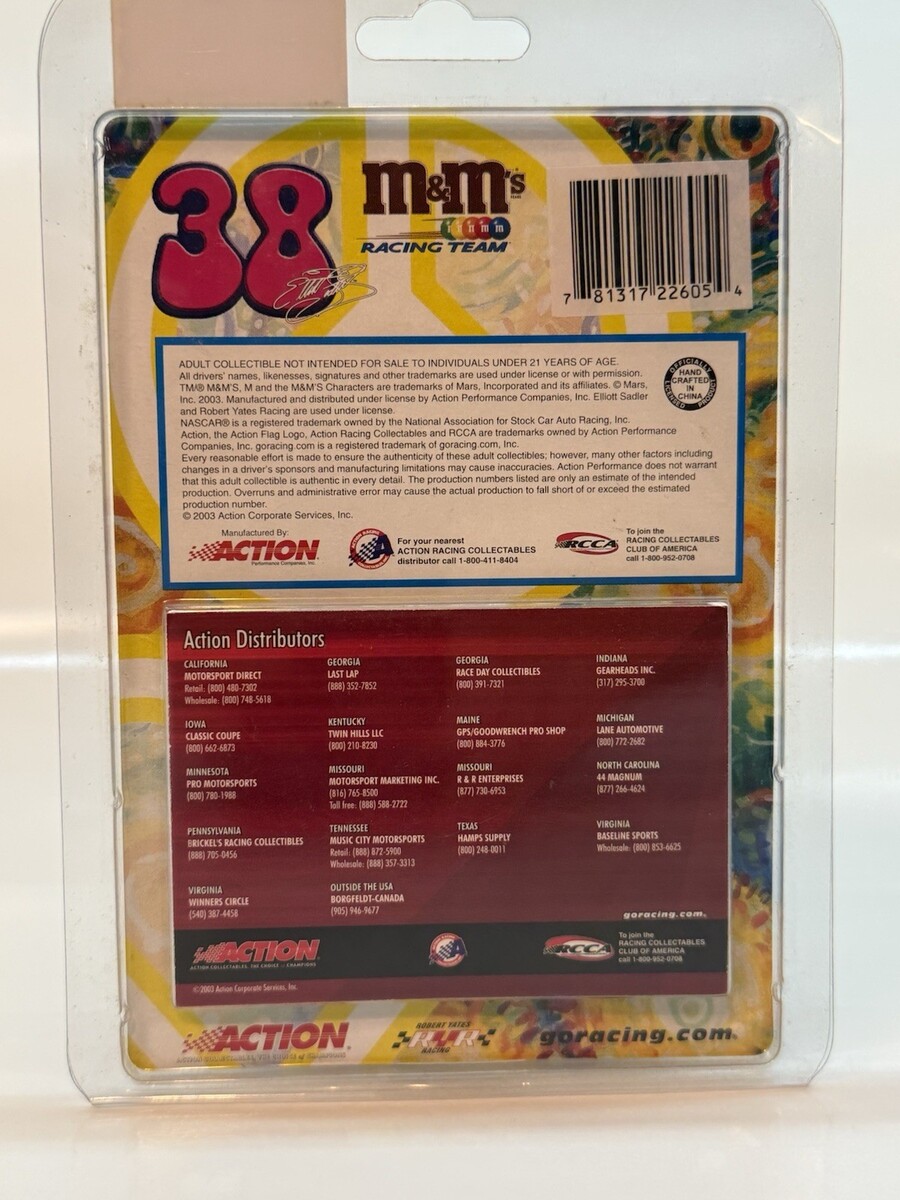 38
m&m's
RACING TEAM
7 81317 22605 4
ADULT COLLECTIBLE NOT INTENDED FOR SALE TO INDIVIDUALS UNDER 21 YEARS OF AGE.
All drivers' names, likenesses, signatures and other trademarks are used under license or with permission.
TM/® M&M'S, M and the M&M'S Characters are trademarks of Mars, Incorporated and its affiliates. © Mars,
Inc. 2003. Manufactured and distributed under license by Action Performance Companies, Inc. Elliott Sadler
and Robert Yates Racing are used under license.
NASCAR® is a registered trademark owned by the National Association for Stock Car Auto Racing, Inc.
Action, the Action Flag Logo, Action Racing Collectables and RCCA are trademarks owned by Action Performance
Companies, Inc. goracing.com is a registered trademark of goracing.com, Inc.
Every reasonable effort is made to ensure the authenticity of these adult collectibles; however, many other factors including
changes in a driver's sponsors and manufacturing limitations may cause inaccuracies. Action Performance does not warrant
that this adult collectible is authentic in every detail. The production numbers listed are only an estimate of the intended
production. Overruns and administrative error may cause the actual production to fall short of or exceed the estimated
production number.
© 2003 Action Corporate Services, Inc.
OFFICIALLY LICENSED PRODUCT
HAND
CRAFTED
IN
CHINA
Manufactured By:
ACTION
Performance Companies, Inc.
For your nearest
ACTION RACING COLLECTABLES
distributor call 1-800-411-8404
RCCA
To join the
RACING COLLECTABLES
CLUB OF AMERICA
call 1-800-952-0708
Action Distributors
CALIFORNIA
MOTORSPORT DIRECT
Retail: (800) 480-7302
Wholesale: (800) 748-5618
GEORGIA
LAST LAP
(888) 352-7852
GEORGIA
RACE DAY COLLECTIBLES
(800) 391-7321
INDIANA
GEARHEADS INC.
(317) 295-3700
IOWA
CLASSIC COUPE
(800) 662-6873
KENTUCKY
TWIN HILLS LLC
(800) 210-8230
MAINE
GPS/GOODWRENCH PRO SHOP
(800) 884-3776
MICHIGAN
LANE AUTOMOTIVE
(800) 772-2682
MINNESOTA
PRO MOTORSPORTS
(800) 780-1988
MISSOURI
MOTORSPORT MARKETING INC.
(816) 765-8500
Toll free: (888) 588-2722
MISSOURI
R & R ENTERPRISES
(877) 730-6953
NORTH CAROLINA
44 MAGNUM
(877) 266-4624
PENNSYLVANIA
BRICKEL'S RACING COLLECTIBLES
(888) 705-0456
TENNESSEE
MUSIC CITY MOTORSPORTS
Retail: (888) 872-5900
Wholesale: (888) 357-3313
TEXAS
HAMPS SUPPLY
(800) 248-0011
VIRGINIA
BASELINE SPORTS
Wholesale: (800) 853-6625
VIRGINIA
WINNERS CIRCLE
(540) 387-4458
OUTSIDE THE USA
BORGFELDT-CANADA
(905) 946-9677
goracing.com.
ACTION
RCCA
To join the
RACING COLLECTABLES
CLUB OF AMERICA
call 1-800-952-0708
©2003 Action Corporate Services, Inc.
ACTION
ROBERT YATES
RYR
RACING
goracing.com